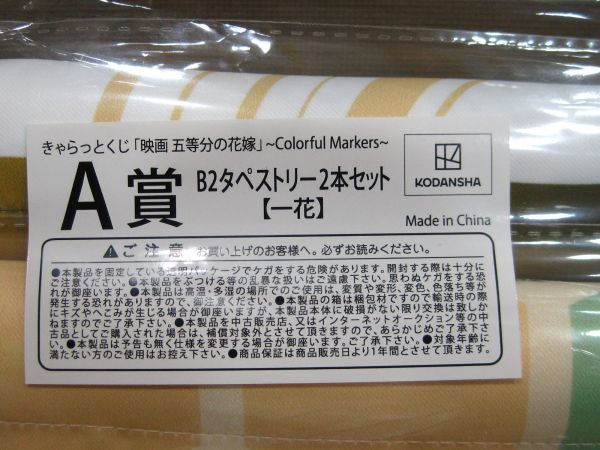 きゃらっとくじ「映画 五等分の花嫁」~Colorful Markers~
A賞 B2タペストリー2本セット
【一花】
KODANSHA
Made in China
ご注意 お買い上げのお客様へ。必ずお読みください。
●本製品を固定している透明パッケージでケガをする危険があります。開封する際は十分に
ご注意ください。●本製品をぶつける等の乱暴な扱いはご遠慮下さい。思わぬケガをする恐
れが御座います。●本製品は高温・多湿の場所でのご使用は、変質や変形、変色、色落ち等が
発生する恐れがありますので、御注意ください。●本製品の箱は梱包材ですので輸送時の際
にキズやへこみが生じる場合が御座いますが、本製品本体に破損がない限り交換は致しか
ねますのでご了承下さい。●本製品を中古販売店、又はインターネットオークション等の中
古品としてご購入された場合は、補償対象外とさせて頂きますので、あらかじめご了承下さ
い。●本製品は予告も無く仕様を変更する場合が御座います。ご了承下さい。●対象年齢に
満たない方のご使用はお控え下さい。●商品保証は商品販売日より1年間とさせて頂きます。